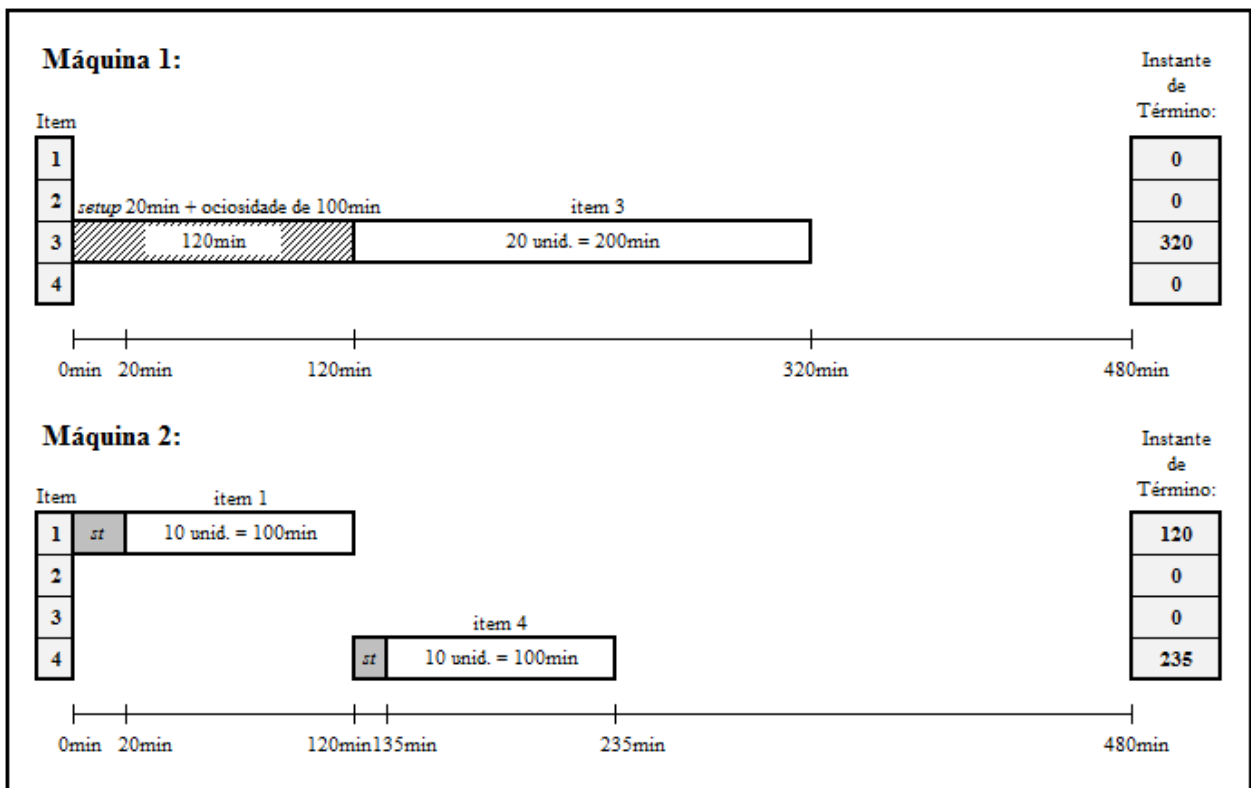 Máquina 1:
Instante
de
Término:
Item
1
0
2
setup 20min + ociosidade de 100min
item 3
0
3
120min
20 unid. = 200min
320
4
0
0min 20min 120min 320min 480min
Máquina 2:
Instante
de
Término:
Item
item 1
1
st
10 unid. = 100min
120
2
0
3
item 4
0
4
st
10 unid. = 100min
235
0min 20min 120min135min 235min 480min